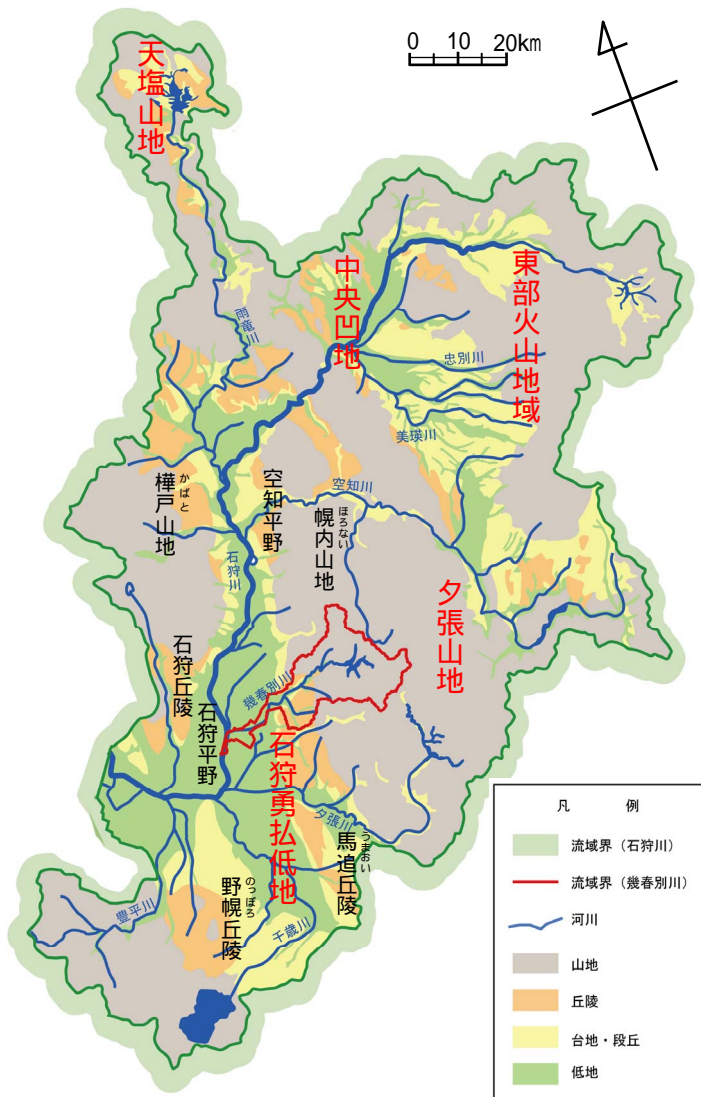 0 10 20km
天塩山地
中央凹地
東部火山地域
雨竜川
忠別川
美瑛川
樺戸山地
かばと
空知平野
空知川
幌内山地
ほろない
石狩川
夕張山地
石狩丘陵
幾春別川
石狩平野
石狩勇払低地
夕張川
馬追丘陵
うまおい
野幌丘陵
のっぽろ
千歳川
豊平川
凡 例
流域界（石狩川）
流域界（幾春別川）
河川
山地
丘陵
台地・段丘
低地